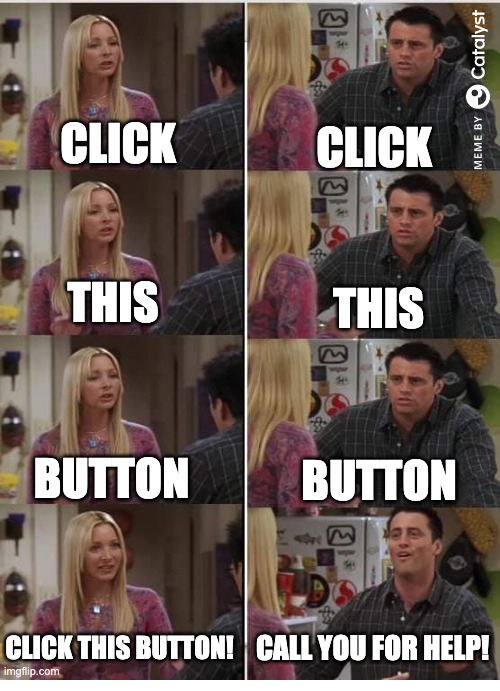 CLICK
CLICK
MEME BY Catalyst
THIS
THIS
BUTTON
BUTTON
CLICK THIS BUTTON!
CALL YOU FOR HELP!
imgflip.com